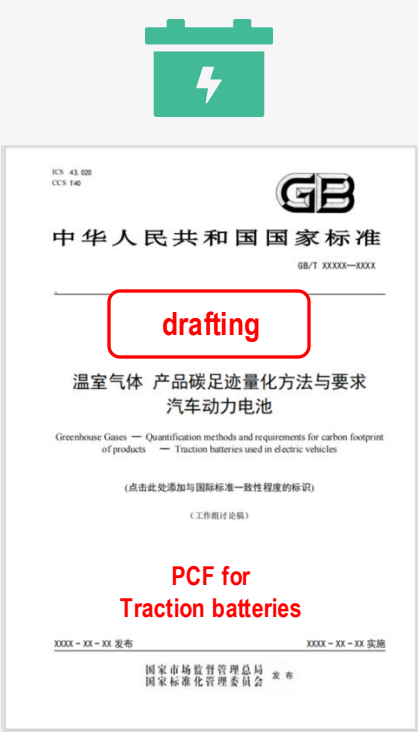 ICS 43.020
CCS T40
GB
中华人民共和国国家标准
GB/T XXXXX—XXXX
drafting
温室气体 产品碳足迹量化方法与要求
汽车动力电池
Greenhouse Gases — Quantification methods and requirements for carbon footprint
of products — Traction batteries used in electric vehicles
(点击此处添加与国际标准一致性程度的标识)
(工作组讨论稿)
PCF for
Traction batteries
XXXX-XX-XX 发布 XXXX-XX-XX 实施
国家市场监督管理总局
国家标准化管理委员会 发布